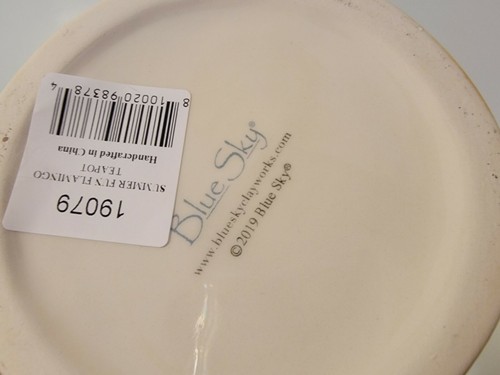 19079
SUMMER FUN FLAMINGO
TEAPOT
Handcrafted in China
8 10020 98378 4
Blue Sky®
www.blueskyclayworks.com
©2019 Blue Sky®